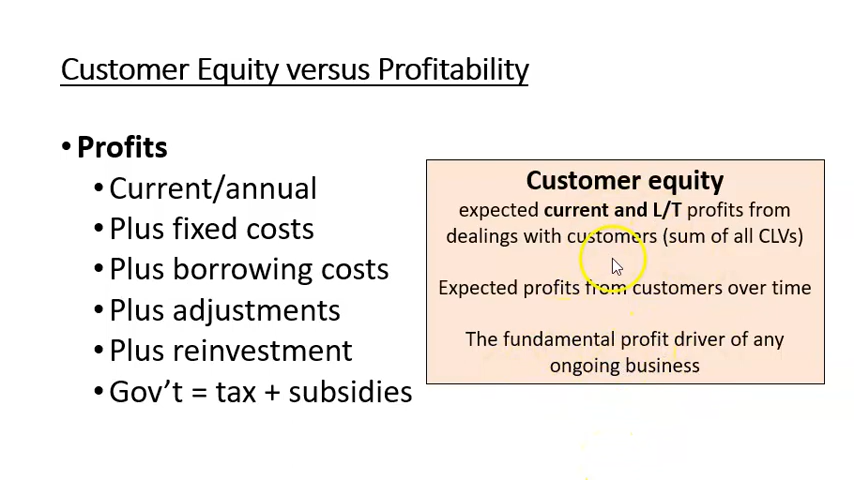 Customer Equity versus Profitability
• Profits
• Current/annual
• Plus fixed costs
• Plus borrowing costs
• Plus adjustments
• Plus reinvestment
• Gov't = tax + subsidies
Customer equity
expected current and L/T profits from
dealings with customers (sum of all CLVs)
Expected profits from customers over time
The fundamental profit driver of any
ongoing business